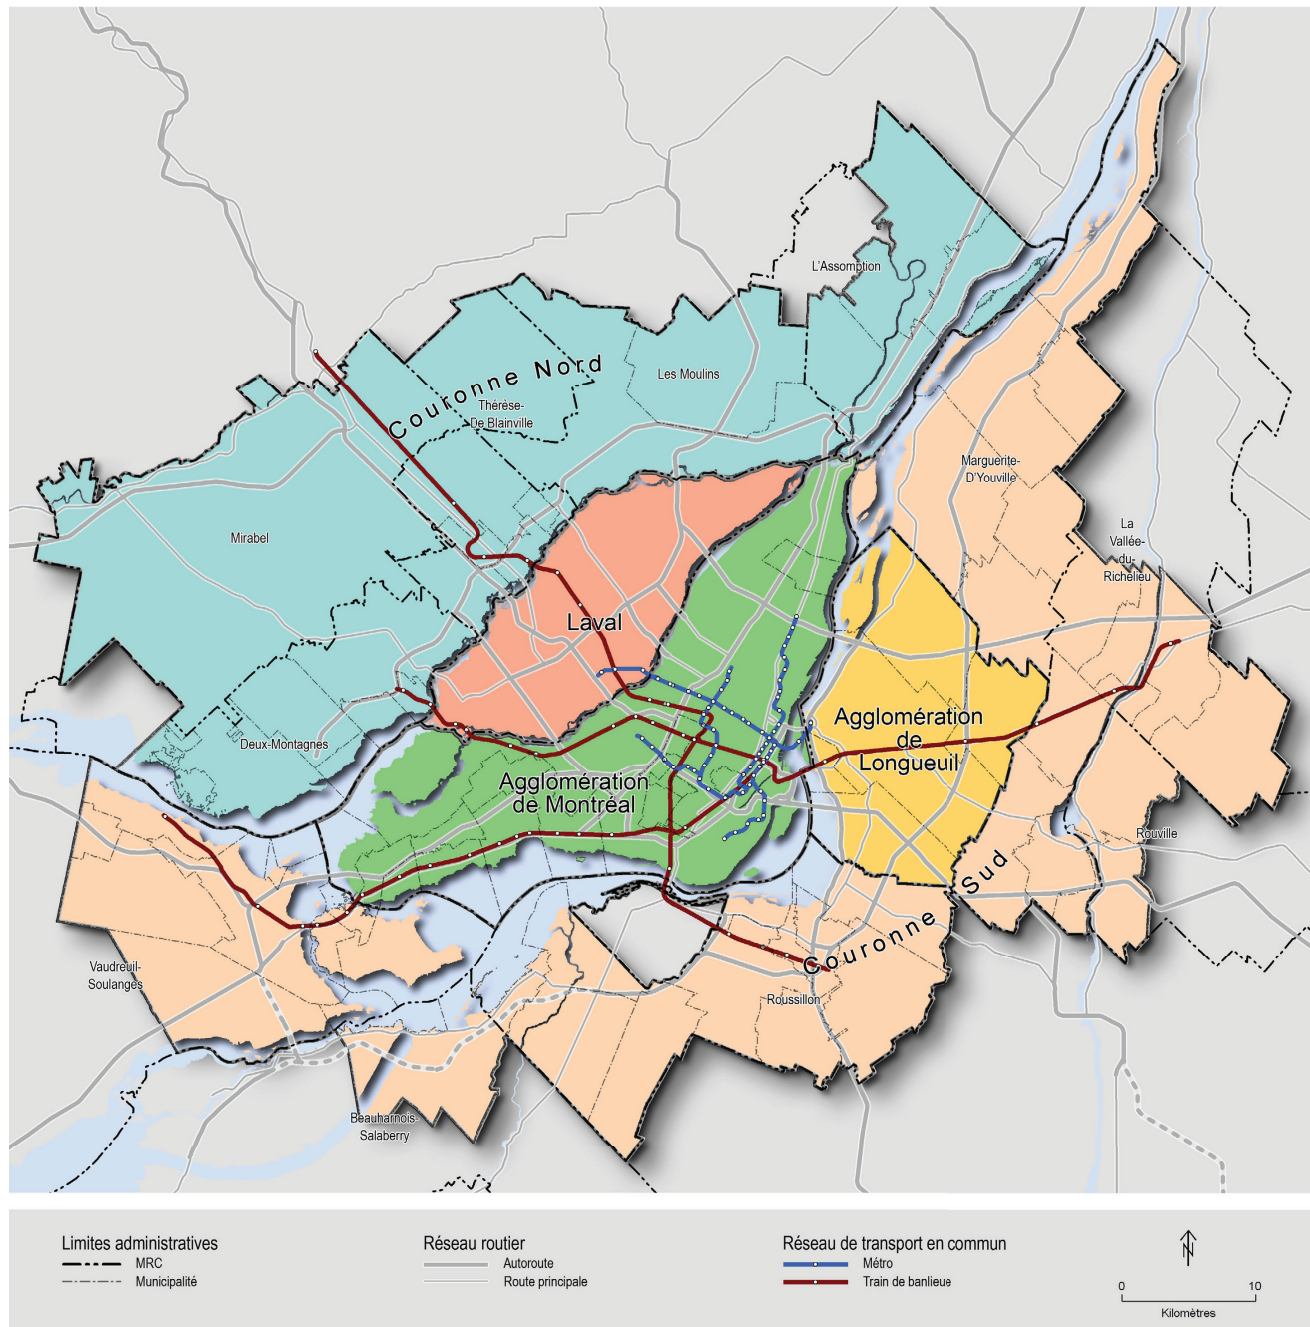 L'Assomption
Couronne Nord
Les Moulins
Thérèse-
De Blainville
Marguerite-
D'Youville
Mirabel
La
Vallée-
du-
Richelieu
Laval
Deux-Montagnes
Agglomération
de
Longueuil
Agglomération
de Montréal
Rouville
Couronne Sud
Vaudreuil-
Soulanges
Roussillon
Beauharnois-
Salaberry
Limites administratives
MRC
Municipalité
Réseau routier
Autoroute
Route principale
Réseau de transport en commun
Métro
Train de banlieue
N
0 10
Kilomètres